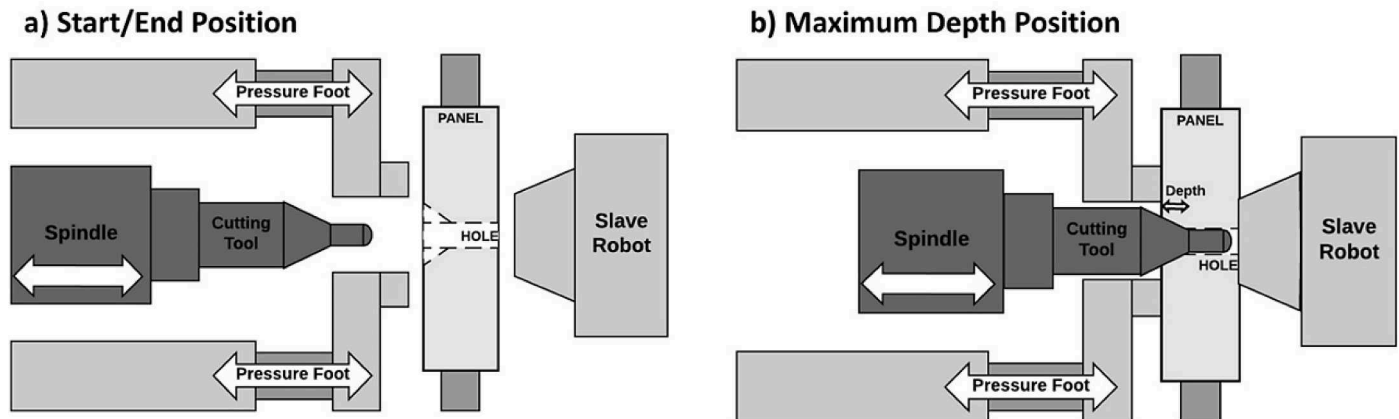 a) Start/End Position
Pressure Foot
PANEL
Spindle
Cutting
Tool
HOLE
Slave
Robot
Pressure Foot
b) Maximum Depth Position
Pressure Foot
PANEL
Depth
Spindle
Cutting
Tool
HOLE
Slave
Robot
Pressure Foot